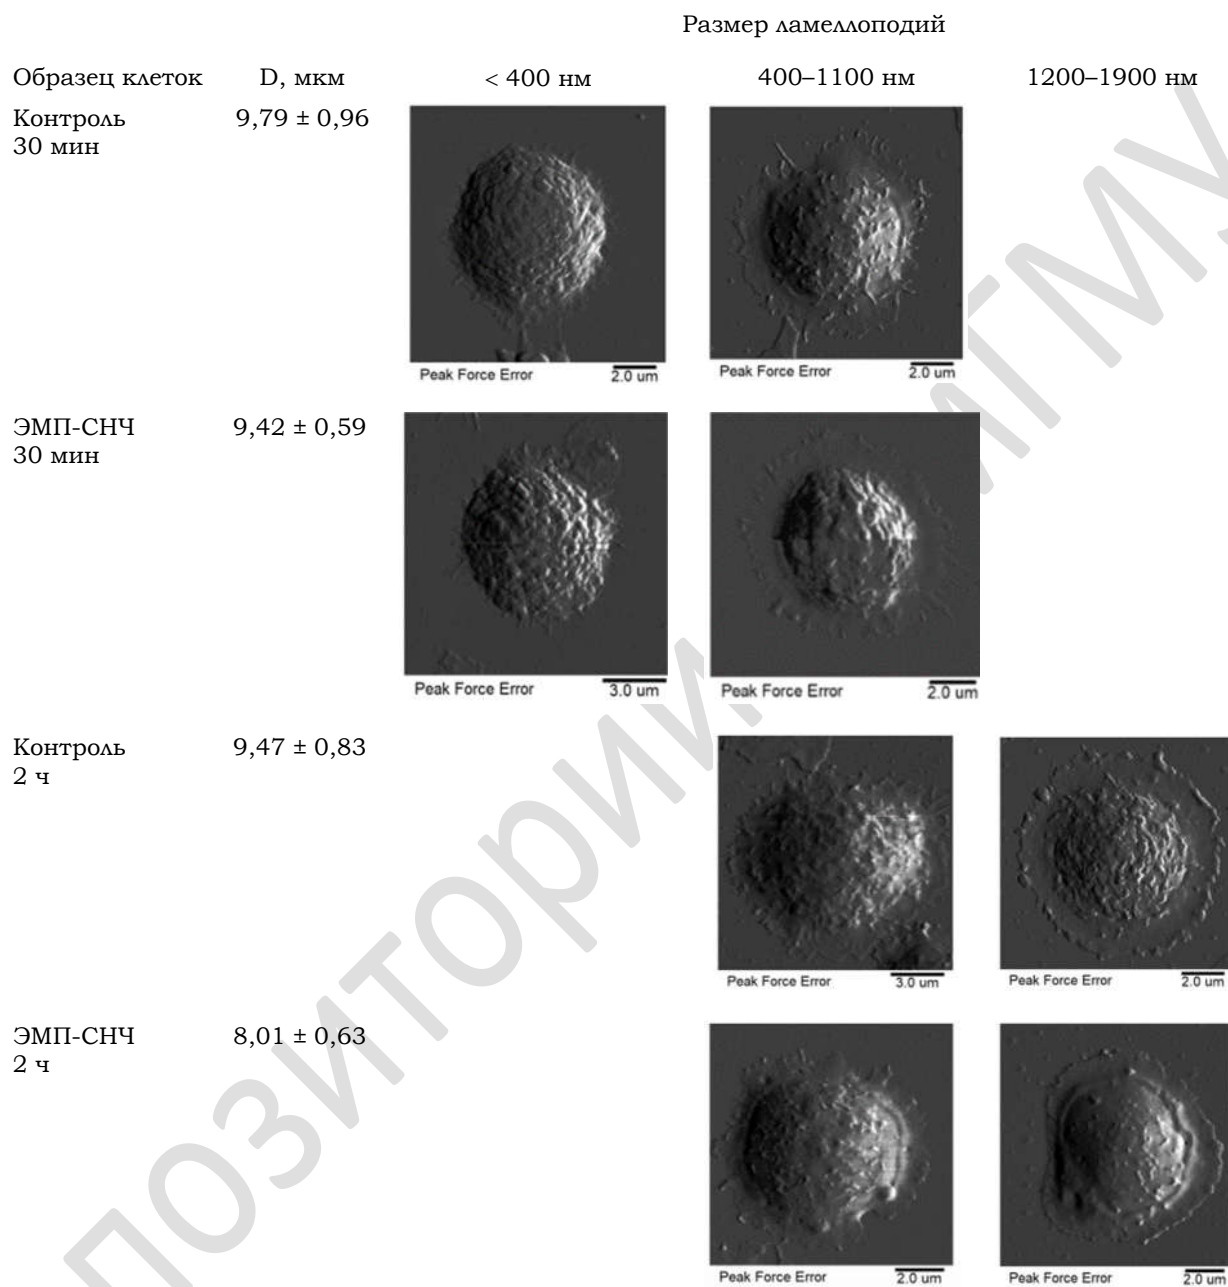 Размер ламеллоподий
Образец клеток D, мкм < 400 нм 400–1100 нм 1200–1900 нм
Контроль 9,79 ± 0,96
30 мин
Peak Force Error 2.0 um Peak Force Error 2.0 um
ЭМП-СНЧ 9,42 ± 0,59
30 мин
Peak Force Error 3.0 um Peak Force Error 2.0 um
Контроль 9,47 ± 0,83
2 ч
Peak Force Error 3.0 um Peak Force Error 2.0 um
ЭМП-СНЧ 8,01 ± 0,63
2 ч
Peak Force Error 2.0 um Peak Force Error 2.0 um